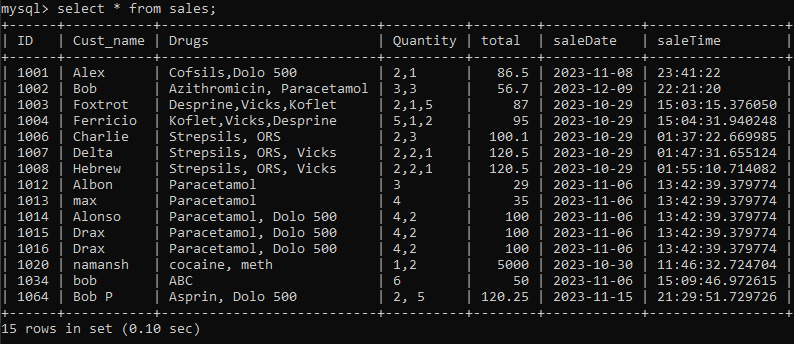 mysql> select * from sales;
+------+-----------+---------------------------+----------+--------+------------+-----------------+
| ID   | Cust_name | Drugs                     | Quantity | total  | saleDate   | saleTime        |
+------+-----------+---------------------------+----------+--------+------------+-----------------+
| 1001 | Alex      | Cofsils,Dolo 500          | 2,1      |   86.5 | 2023-11-08 | 23:41:22        |
| 1002 | Bob       | Azithromicin, Paracetamol | 3,3      |   56.7 | 2023-12-09 | 22:21:20        |
| 1003 | Foxtrot   | Desprine,Vicks,Koflet     | 2,1,5    |     87 | 2023-10-29 | 15:03:15.376050 |
| 1004 | Ferricio  | Koflet,Vicks,Desprine     | 5,1,2    |     95 | 2023-10-29 | 15:04:31.940248 |
| 1006 | Charlie   | Strepsils, ORS            | 2,3      |  100.1 | 2023-10-29 | 01:37:22.669985 |
| 1007 | Delta     | Strepsils, ORS, Vicks     | 2,2,1    |  120.5 | 2023-10-29 | 01:47:31.655124 |
| 1008 | Hebrew    | Strepsils, ORS, Vicks     | 2,2,1    |  120.5 | 2023-10-29 | 01:55:10.714082 |
| 1012 | Albon     | Paracetamol               | 3        |     29 | 2023-11-06 | 13:42:39.379774 |
| 1013 | max       | Paracetamol               | 4        |     35 | 2023-11-06 | 13:42:39.379774 |
| 1014 | Alonso    | Paracetamol, Dolo 500     | 4,2      |    100 | 2023-11-06 | 13:42:39.379774 |
| 1015 | Drax      | Paracetamol, Dolo 500     | 4,2      |    100 | 2023-11-06 | 13:42:39.379774 |
| 1016 | Drax      | Paracetamol, Dolo 500     | 4,2      |    100 | 2023-11-06 | 13:42:39.379774 |
| 1020 | namansh   | cocaine, meth             | 1,2      |   5000 | 2023-10-30 | 11:46:32.724704 |
| 1034 | bob       | ABC                       | 6        |     50 | 2023-11-06 | 15:09:46.972615 |
| 1064 | Bob P     | Asprin, Dolo 500          | 2, 5     | 120.25 | 2023-11-15 | 21:29:51.729726 |
+------+-----------+---------------------------+----------+--------+------------+-----------------+
15 rows in set (0.10 sec)